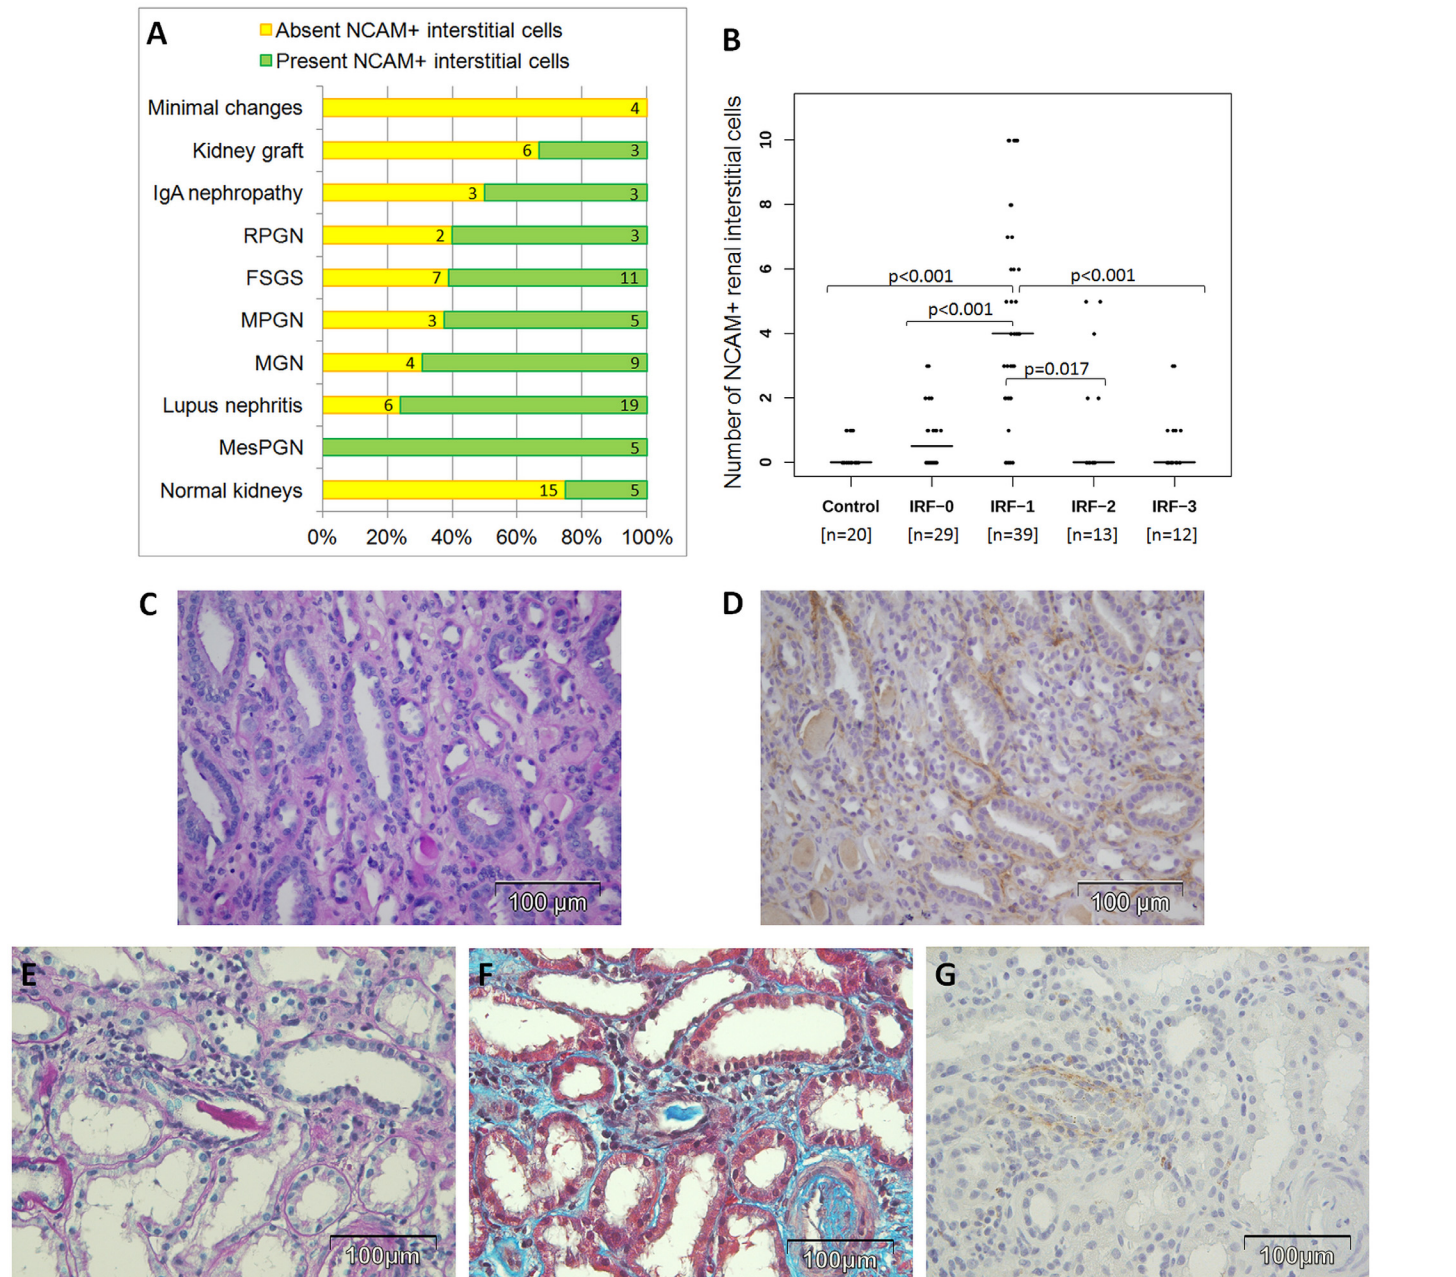 A
Absent NCAM+ interstitial cells
Present NCAM+ interstitial cells
Minimal changes 4
Kidney graft 6 3
IgA nephropathy 3 3
RPGN 2 3
FSGS 7 11
MPGN 3 5
MGN 4 9
Lupus nephritis 6 19
MesPGN 5
Normal kidneys 15 5
0% 20% 40% 60% 80% 100%
B
Number of NCAM+ renal interstitial cells
10
8
6
4
2
0
p<0.001 p<0.001
p<0.001
p=0.017
Control IRF−0 IRF−1 IRF−2 IRF−3
[n=20] [n=29] [n=39] [n=13] [n=12]
C
100 µm
D
100 µm
E
100µm
F
100µm
G
100µm